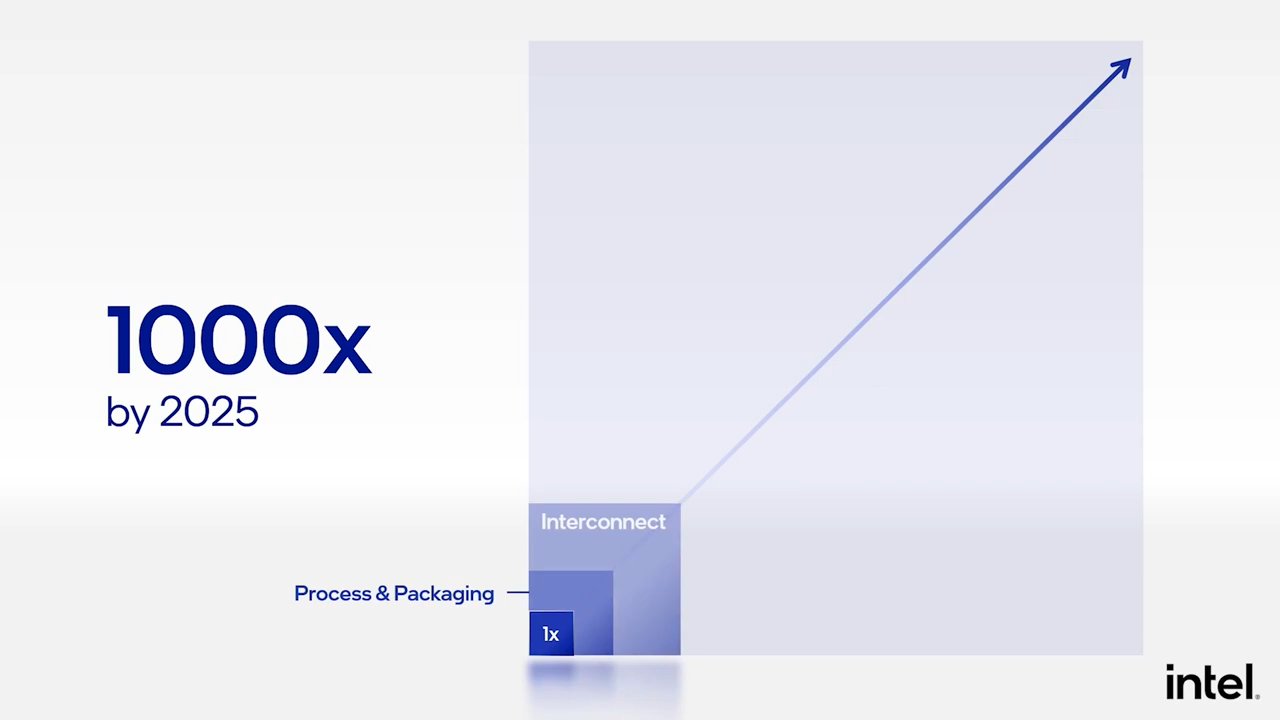 1000x
by 2025
Interconnect
Process & Packaging
1x
intel.